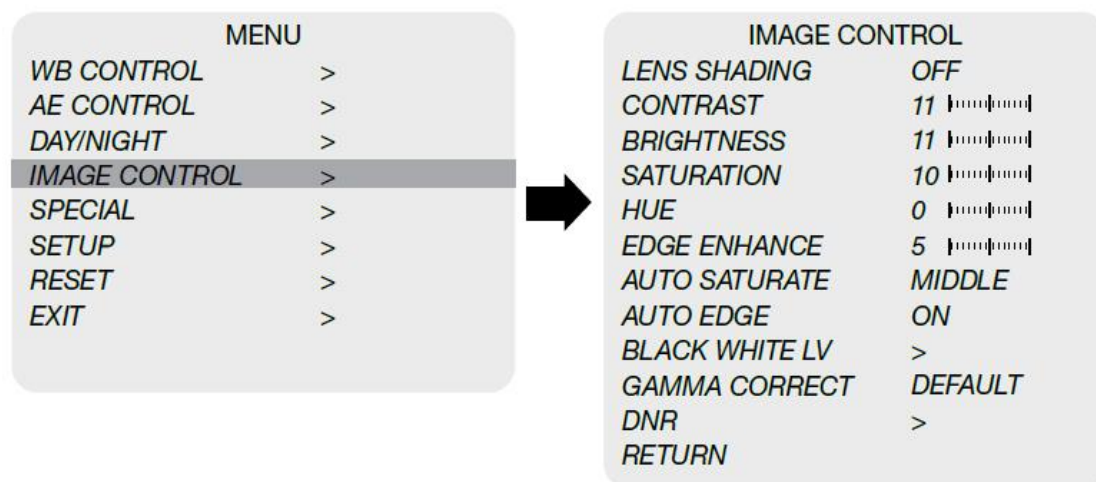 MENU
WB CONTROL >
AE CONTROL >
DAY/NIGHT >
IMAGE CONTROL >
SPECIAL >
SETUP >
RESET >
EXIT >
IMAGE CONTROL
LENS SHADING OFF
CONTRAST 11
BRIGHTNESS 11
SATURATION 10
HUE 0
EDGE ENHANCE 5
AUTO SATURATE MIDDLE
AUTO EDGE ON
BLACK WHITE LV >
GAMMA CORRECT DEFAULT
DNR >
RETURN